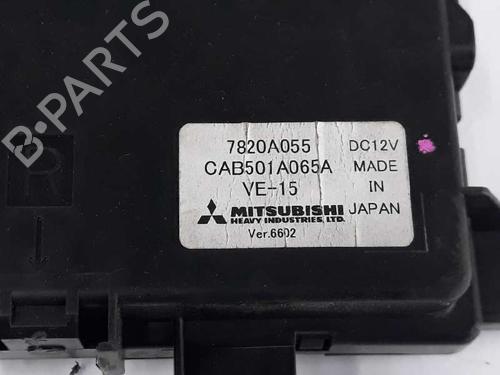 B-PARTS
R
7820A055 DC12V
CAB501A065A MADE
VE-15 IN
MITSUBISHI JAPAN
HEAVY INDUSTRIES, LTD.
Ver.6602